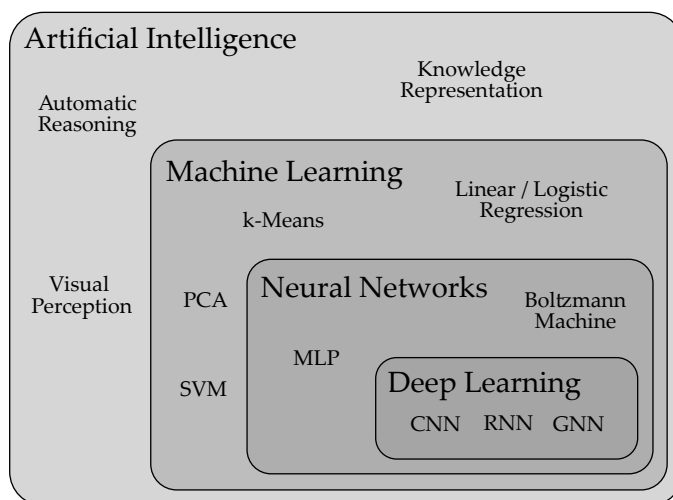 Artificial Intelligence
Knowledge
Representation
Automatic
Reasoning
Machine Learning
Linear / Logistic
Regression
k-Means
Visual
Perception
PCA
Neural Networks
Boltzmann
Machine
MLP
SVM
Deep Learning
CNN RNN GNN